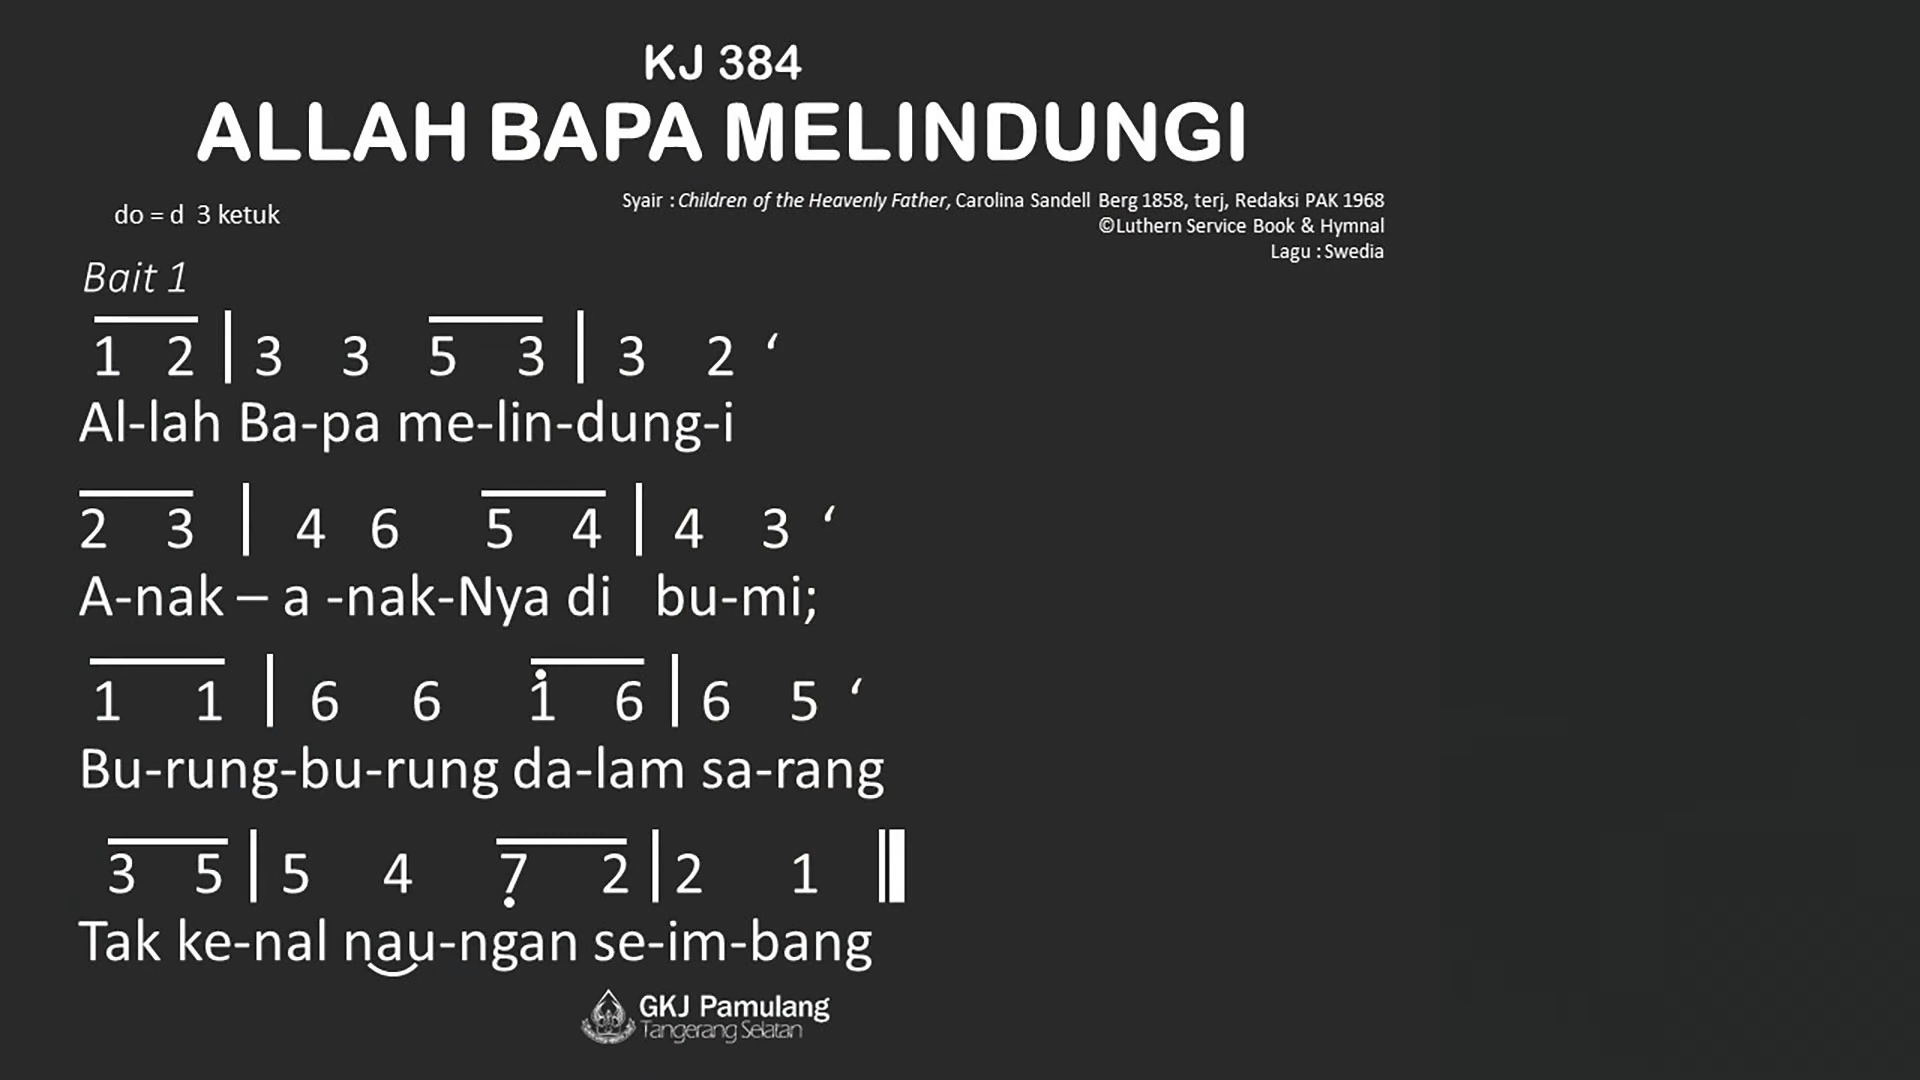 KJ 384
ALLAH BAPA MELINDUNGI
do = d 3 ketuk
Syair : Children of the Heavenly Father, Carolina Sandell Berg 1858, terj, Redaksi PAK 1968
©Luthern Service Book & Hymnal
Lagu : Swedia
Bait 1
1 2 | 3 3 5 3 | 3 2 ‘
Al-lah Ba-pa me-lin-dung-i
2 3 | 4 6 5 4 | 4 3 ‘
A-nak – a -nak-Nya di bu-mi;
1 1 | 6 6 1̇ 6 | 6 5 ‘
Bu-rung-bu-rung da-lam sa-rang
3 5 | 5 4 7̣ 2 | 2 1 ‖
Tak ke-nal nau-ngan se-im-bang
GKJ Pamulang
Tangerang Selatan